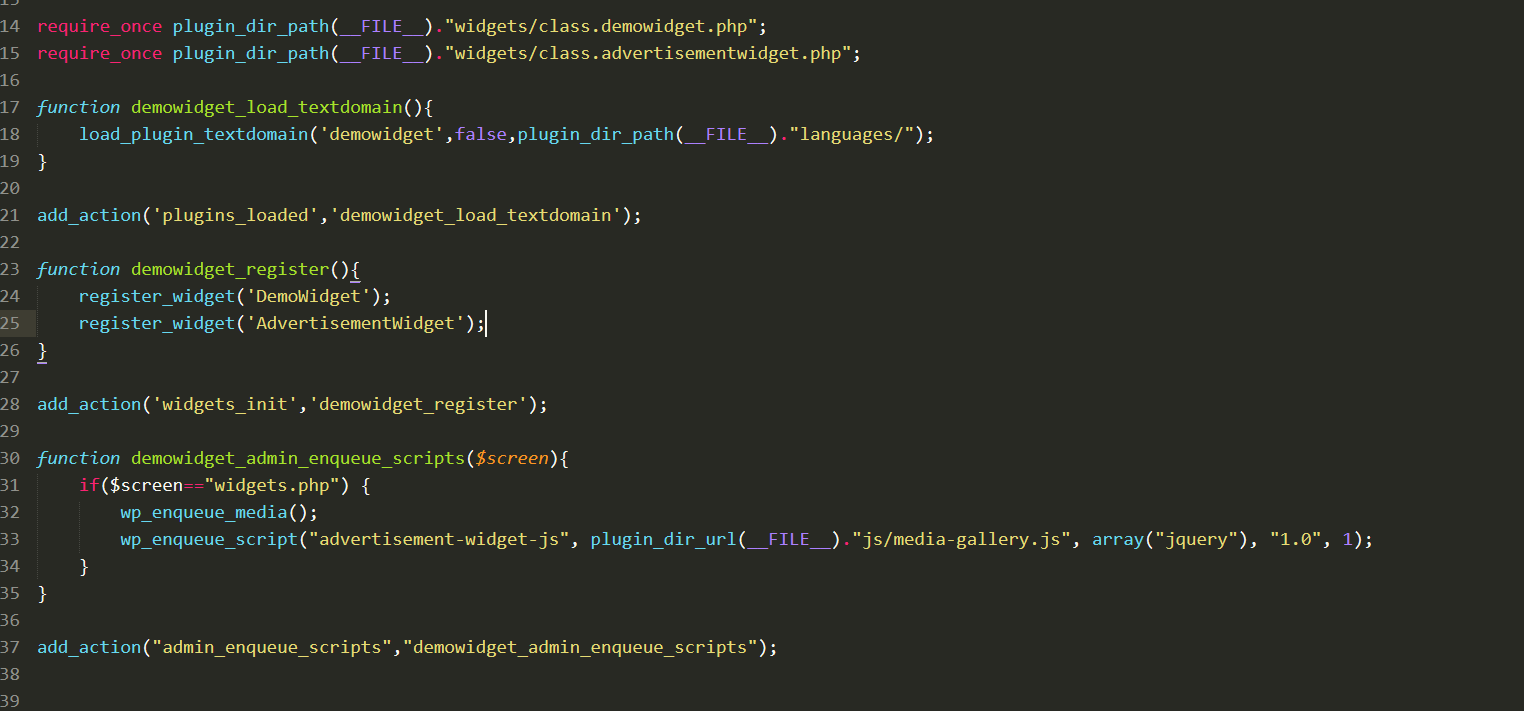 14 require_once plugin_dir_path(__FILE__)."widgets/class.demowidget.php";
15 require_once plugin_dir_path(__FILE__)."widgets/class.advertisementwidget.php";
16
17 function demowidget_load_textdomain(){
18     load_plugin_textdomain('demowidget',false,plugin_dir_path(__FILE__)."languages/");
19 }
20
21 add_action('plugins_loaded','demowidget_load_textdomain');
22
23 function demowidget_register(){
24     register_widget('DemoWidget');
25     register_widget('AdvertisementWidget');
26 }
27
28 add_action('widgets_init','demowidget_register');
29
30 function demowidget_admin_enqueue_scripts($screen){
31     if($screen=="widgets.php") {
32         wp_enqueue_media();
33         wp_enqueue_script("advertisement-widget-js", plugin_dir_url(__FILE__)."js/media-gallery.js", array("jquery"), "1.0", 1);
34     }
35 }
36
37 add_action("admin_enqueue_scripts","demowidget_admin_enqueue_scripts");
38
39